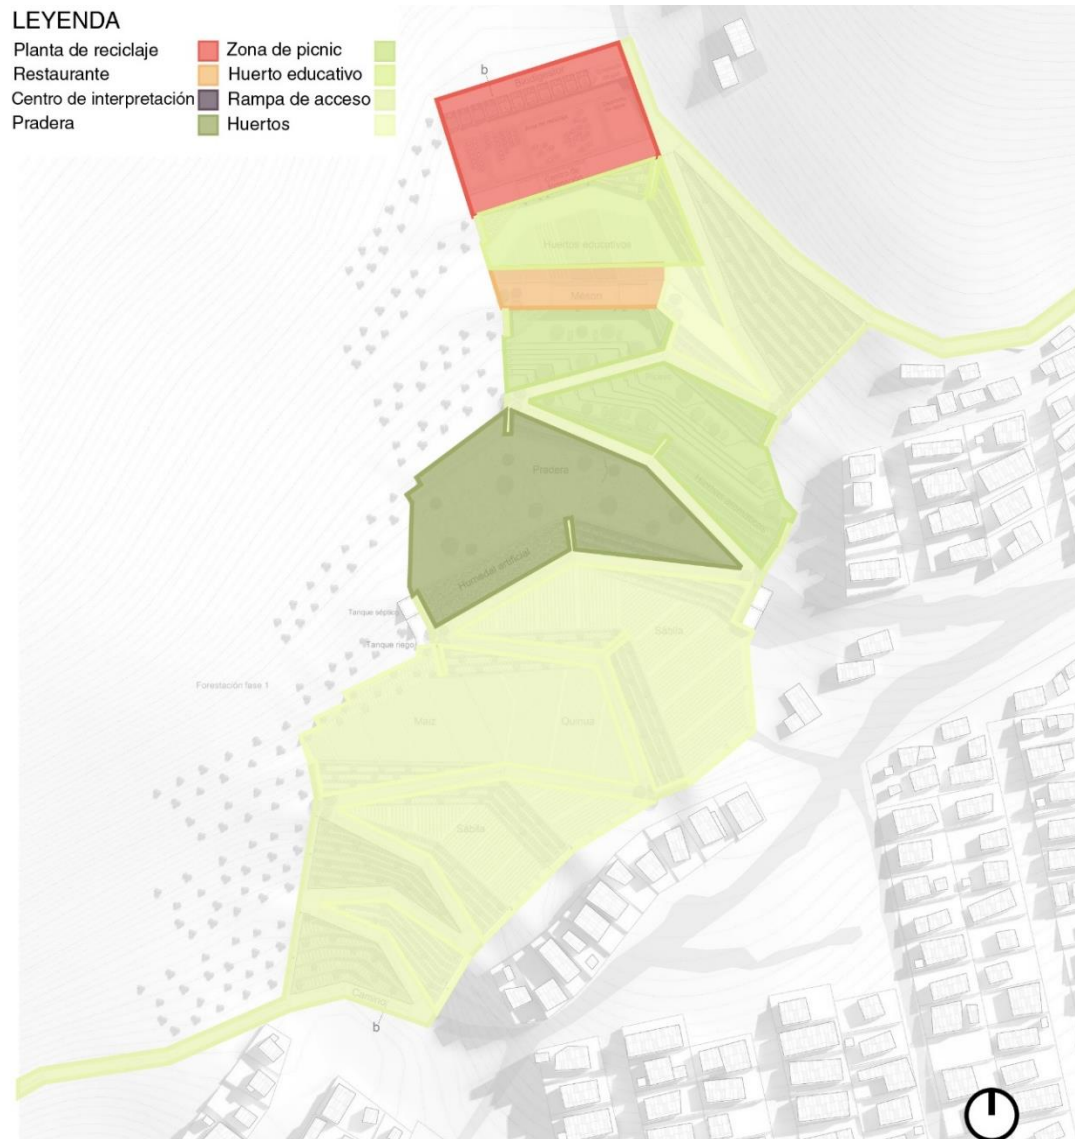 LEYENDA
Planta de reciclaje
Restaurante
Centro de interpretación
Pradera
Zona de picnic
Huerto educativo
Rampa de acceso
Huertos
b
Huertos educativos
Pradera
Humedal artificial
Tanque séptico
Tanque riego
Forestación fase 1
Sábila
Maíz
Quinua
Sábila
Camino
b